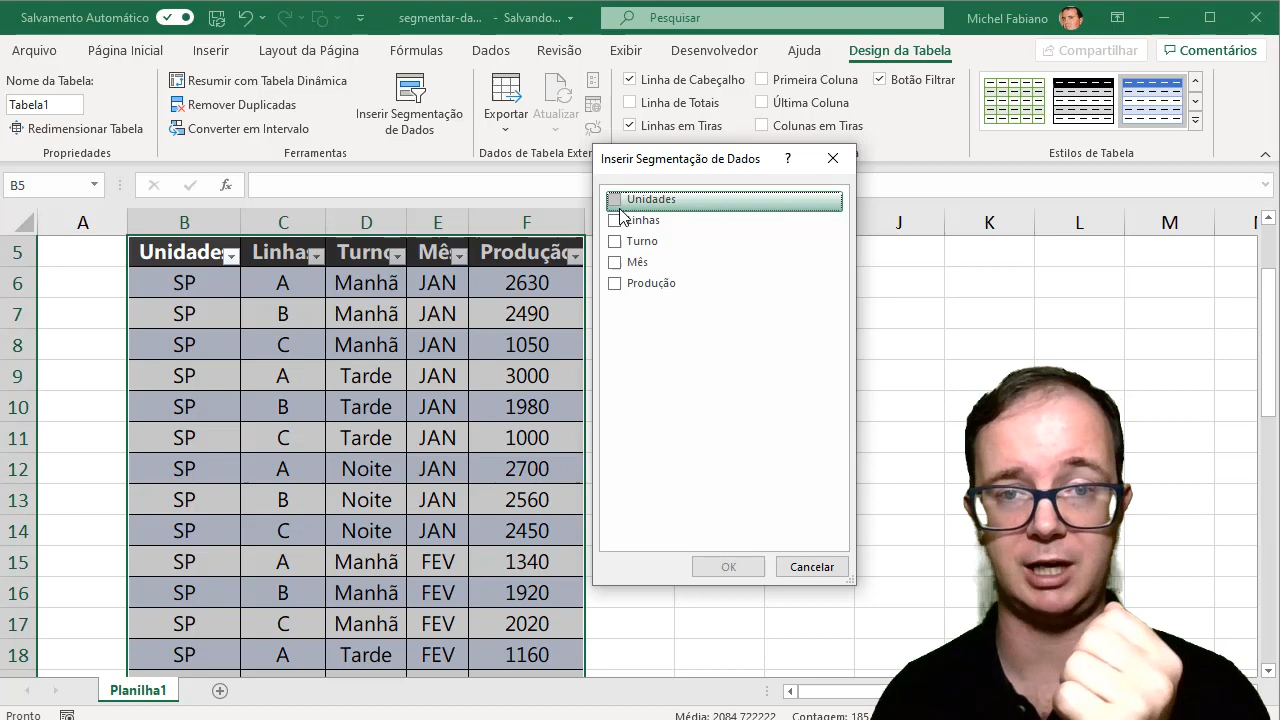 Salvamento Automático
segmentar-da... - Salvando...
Pesquisar
Michel Fabiano
Arquivo Página Inicial Inserir Layout da Página Fórmulas Dados Revisão Exibir Desenvolvedor Ajuda Design da Tabela Compartilhar Comentários
Nome da Tabela:
Tabela1
Redimensionar Tabela
Propriedades
Resumir com Tabela Dinâmica
Remover Duplicadas
Converter em Intervalo
Inserir Segmentação
de Dados
Ferramentas
Exportar
Atualizar
Dados de Tabela Exter
Linha de Cabeçalho
Linha de Totais
Linhas em Tiras
Primeira Coluna
Última Coluna
Colunas em Tiras
Botão Filtrar
Estilos de Tabela
B5
fx
A B C D E F J K L M
5 Unidade Linha Turno Mês Produção
6 SP A Manhã JAN 2630
7 SP B Manhã JAN 2490
8 SP C Manhã JAN 1050
9 SP A Tarde JAN 3000
10 SP B Tarde JAN 1980
11 SP C Tarde JAN 1000
12 SP A Noite JAN 2700
13 SP B Noite JAN 2560
14 SP C Noite JAN 2450
15 SP A Manhã FEV 1340
16 SP B Manhã FEV 1920
17 SP C Manhã FEV 2020
18 SP A Tarde FEV 1160
Inserir Segmentação de Dados ?
Unidades
Linhas
Turno
Mês
Produção
OK Cancelar
Planilha1
Pronto
Média: 2084,722222 Contagem: 185